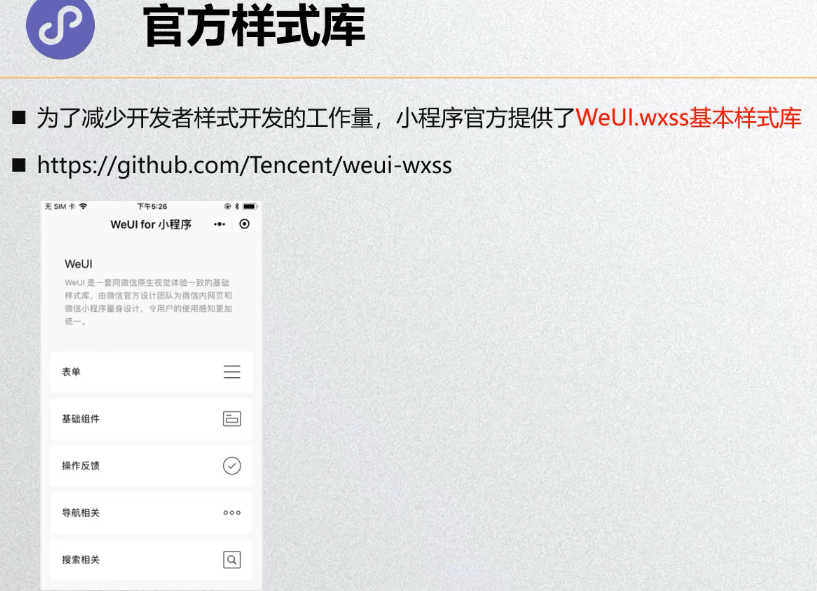 官方样式库
为了减少开发者样式开发的工作量，小程序官方提供了WeUI.wxss基本样式库
https://github.com/Tencent/weui-wxss
无 SIM 卡
下午5:26
WeUI for 小程序
WeUI
WeUI 是一套同微信原生视觉体验一致的基础
样式库，由微信官方设计团队为微信内网页和
微信小程序量身设计，令用户的使用感知更加
统一。
表单
基础组件
操作反馈
导航相关
搜索相关